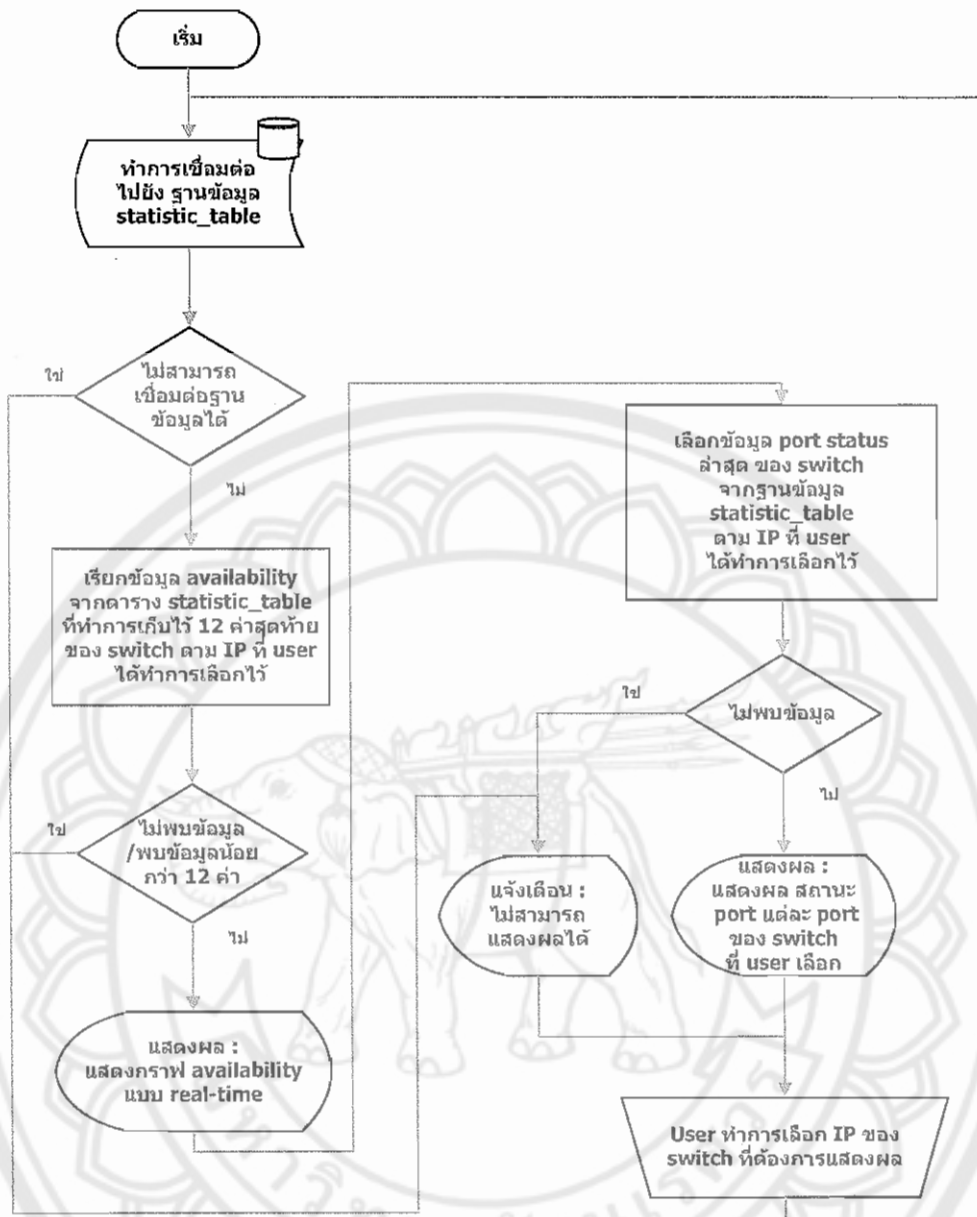 เริ่ม
ทำการเชื่อมต่อ
ไปยัง ฐานข้อมูล
statistic_table
ไม่สามารถ
เชื่อมต่อฐาน
ข้อมูลได้
ใช่
ไม่
เรียกข้อมูล availability
จากตาราง statistic_table
ที่ทำการเก็บไว้ 12 ค่าสุดท้าย
ของ switch ตาม IP ที่ user
ได้ทำการเลือกไว้
ไม่พบข้อมูล
/พบข้อมูลน้อย
กว่า 12 ค่า
ใช่
ไม่
แสดงผล :
แสดงกราฟ availability
แบบ real-time
เลือกข้อมูล port status
ล่าสุด ของ switch
จากฐานข้อมูล
statistic_table
ตาม IP ที่ user
ได้ทำการเลือกไว้
ไม่พบข้อมูล
ใช่
ไม่
แจ้งเตือน :
ไม่สามารถ
แสดงผลได้
แสดงผล :
แสดงผล สถานะ
port แต่ละ port
ของ switch
ที่ user เลือก
User ทำการเลือก IP ของ
switch ที่ต้องการแสดงผล